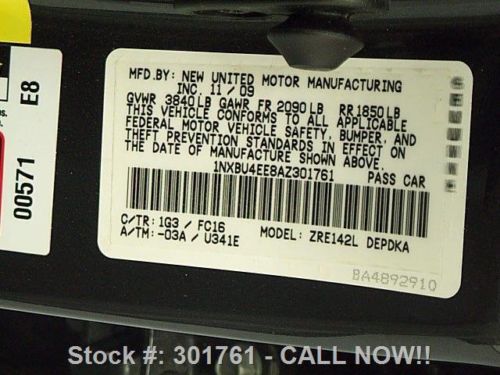 MFD.BY: NEW UNITED MOTOR MANUFACTURING
INC. 11/09
GVWR 3840LB GAWR FR 2090LB RR1850LB
THIS VEHICLE CONFORMS TO ALL APPLICABLE
FEDERAL MOTOR VEHICLE SAFETY, BUMPER, AND
THEFT PREVENTION STANDARDS IN EFFECT ON
THE DATE OF MANUFACTURE SHOWN ABOVE.
1NXBU4EE8AZ301761 PASS CAR
C/TR: 1G3 / FC16
A/TM: -03A / U341E
MODEL: ZRE142L DEPDKA
BA4892910
00571 E8
Stock #: 301761 - CALL NOW!!